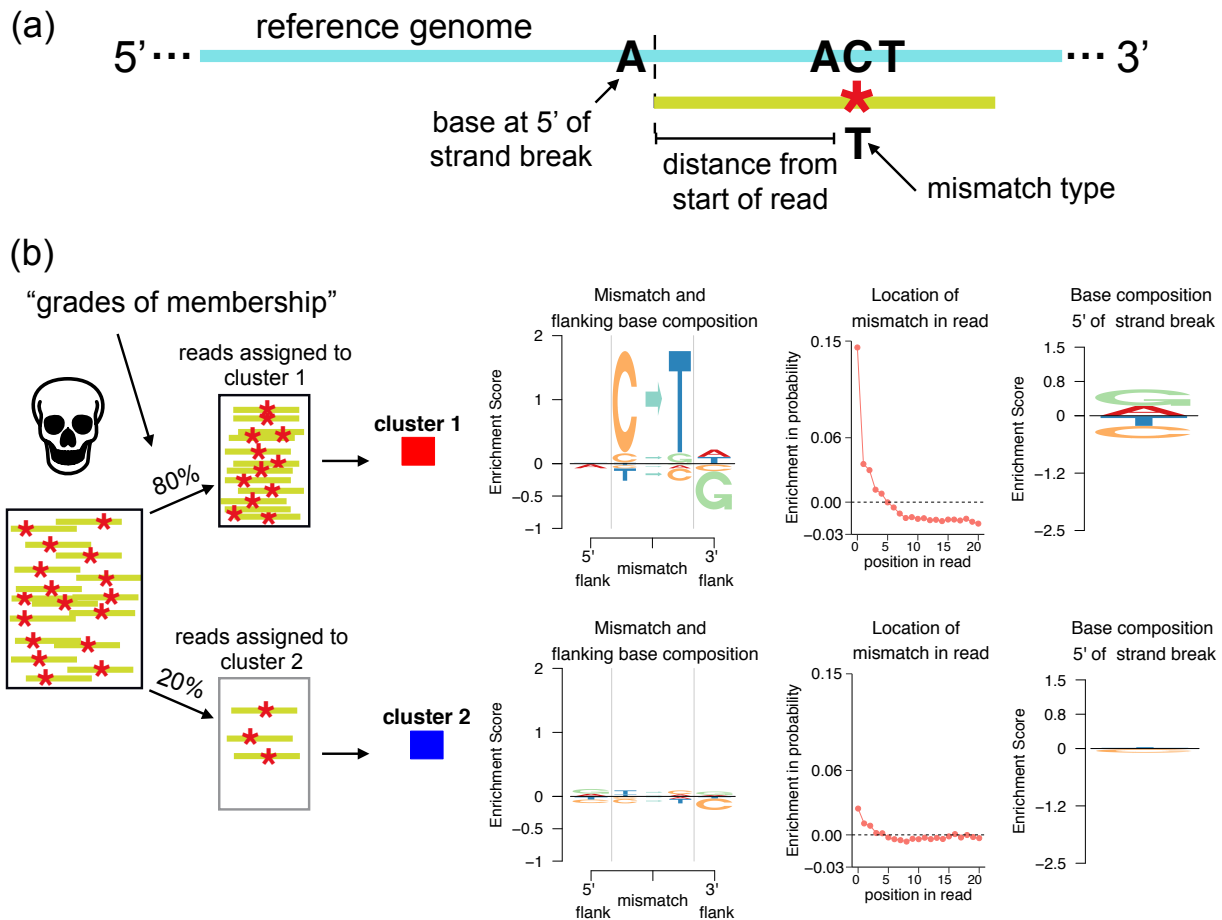 (a)
reference genome
5’ ··· A ACT ··· 3’
base at 5’ of
strand break
T
distance from
start of read
mismatch type
(b)
“grades of membership”
reads assigned to
cluster 1
80%
cluster 1
20%
reads assigned to
cluster 2
cluster 2
Mismatch and
flanking base composition
Enrichment Score
2
1
0
−0.5
−1
C T
C G A
A C A T
T C C
G
5' flank
mismatch
3' flank
Location of
mismatch in read
Enrichment in probability
0.15
0.06
0.00
−0.03
0 5 10 15 20
position in read
Base composition
5' of strand break
Enrichment Score
1.5
0.8
0
−1.2
−2.5
G
A
T
C
Mismatch and
flanking base composition
Enrichment Score
2
1
0
−0.5
−1
G T
C C T C
5' flank
mismatch
3' flank
Location of
mismatch in read
Enrichment in probability
0.15
0.06
0.00
−0.03
0 5 10 15 20
position in read
Base composition
5' of strand break
Enrichment Score
1.5
0.8
0
−1.2
−2.5